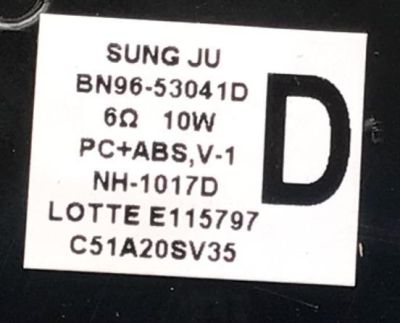 SUNG JU
BN96-53041D
6Ω 10W
PC+ABS,V-1
NH-1017D
LOTTE E115797
C51A20SV35
D